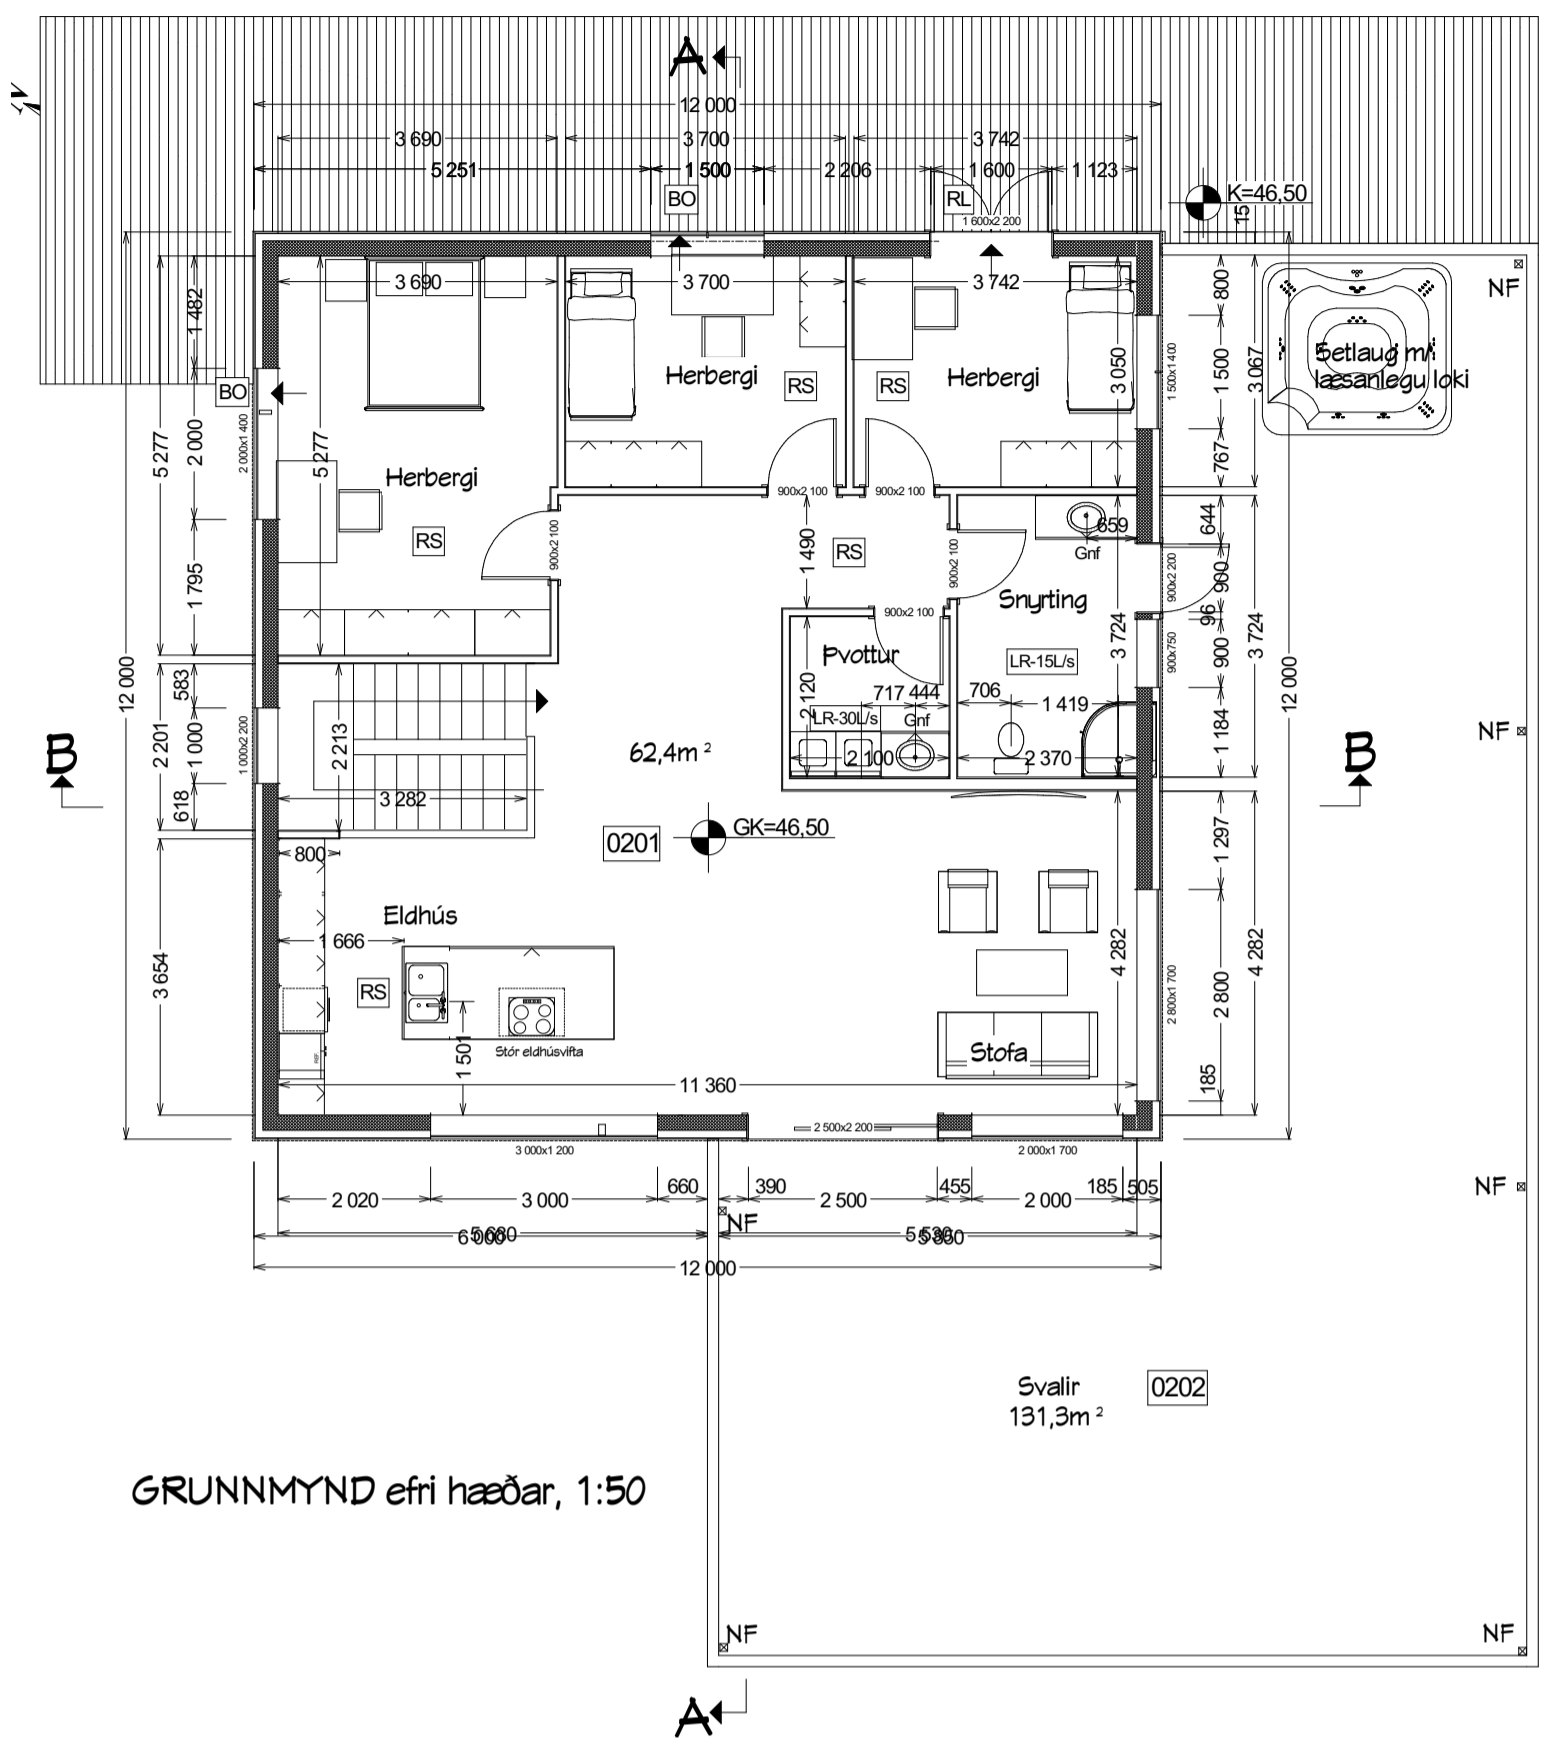 A
12 000
3 690
3 700
3 742
5 251
1 500
2 206
1 600
1 123
BO
RL
1 600x2 200
K=46,50
15
3 690
3 700
3 742
NF
Setlaug m/
læsanlegu loki
1 482
800
1 500
1 500x1 400
3 050
3 067
Herbergi
RS
RS
Herbergi
BO
2 000x1 400
2 000
5 277
5 277
767
Herbergi
RS
900x2 100
900x2 100
900x2 100
1 490
RS
900x2 100
659
Gnf
644
900x2 200
900
96
1 795
Snyrting
900x2 100
3 724
3 724
900x750
900
Þvottur
LR-15L/s
12 000
12 000
583
2 120
717
444
706
1 419
LR-30L/s
Gnf
1 184
2 201
1 000
1 000x2 200
2 213
62,4m²
2 100
2 370
NF
B
B
618
3 282
0201
GK=46,50
800
1 297
Eldhús
1 666
3 654
RS
4 282
4 282
2 800x1 700
2 800
REF.
Stór eldhúsvifta
1 501
Stofa
11 360
185
3 000x1 200
2 500x2 200
2 000x1 700
2 020
3 000
660
390
2 500
455
2 000
185
505
NF
NF
6 000
5 680
5 530
12 000
Svalir
0202
131,3m²
GRUNNMYND efri hæðar, 1:50
NF
NF
A